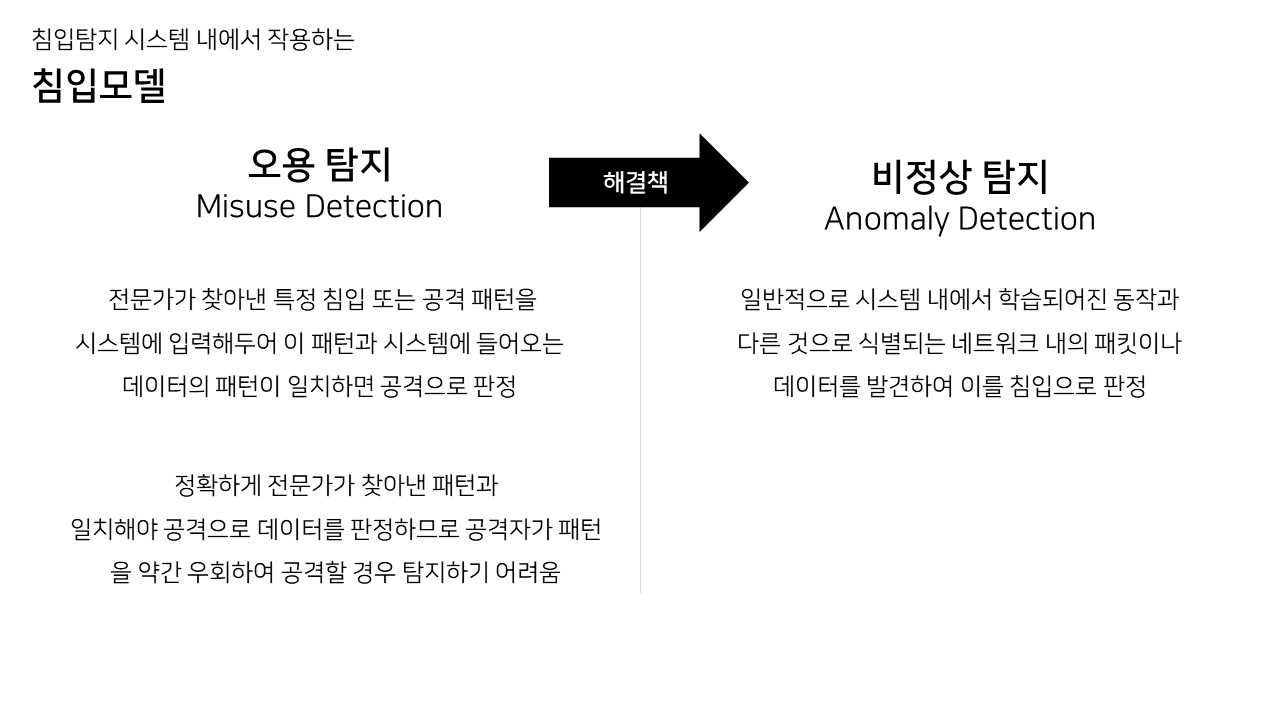 침입탐지 시스템 내에서 작용하는
침입모델
오용 탐지
Misuse Detection
해결책
비정상 탐지
Anomaly Detection
전문가가 찾아낸 특정 침입 또는 공격 패턴을
시스템에 입력해두어 이 패턴과 시스템에 들어오는
데이터의 패턴이 일치하면 공격으로 판정
정확하게 전문가가 찾아낸 패턴과
일치해야 공격으로 데이터를 판정하므로 공격자가 패턴
을 약간 우회하여 공격할 경우 탐지하기 어려움
일반적으로 시스템 내에서 학습되어진 동작과
다른 것으로 식별되는 네트워크 내의 패킷이나
데이터를 발견하여 이를 침입으로 판정